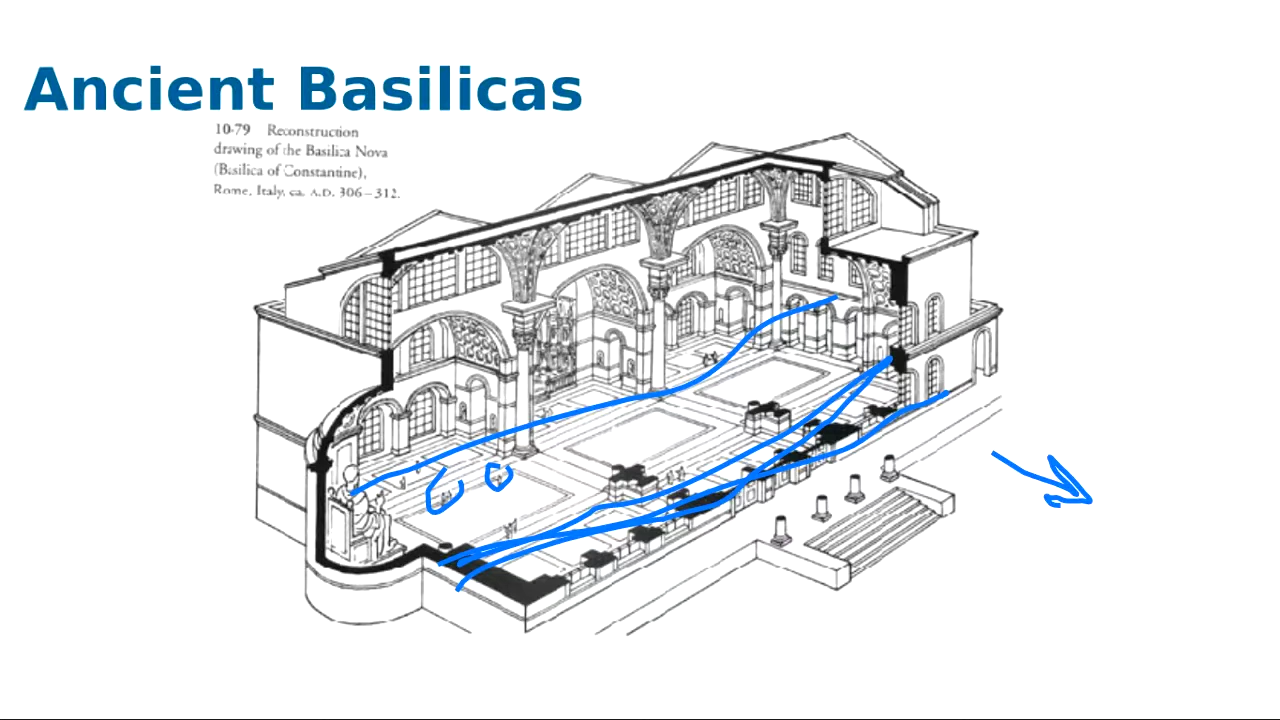 Ancient Basilicas
10-79 Reconstruction
drawing of the Basilica Nova
(Basilica of Constantine),
Rome, Italy, ca. A.D. 306–312.